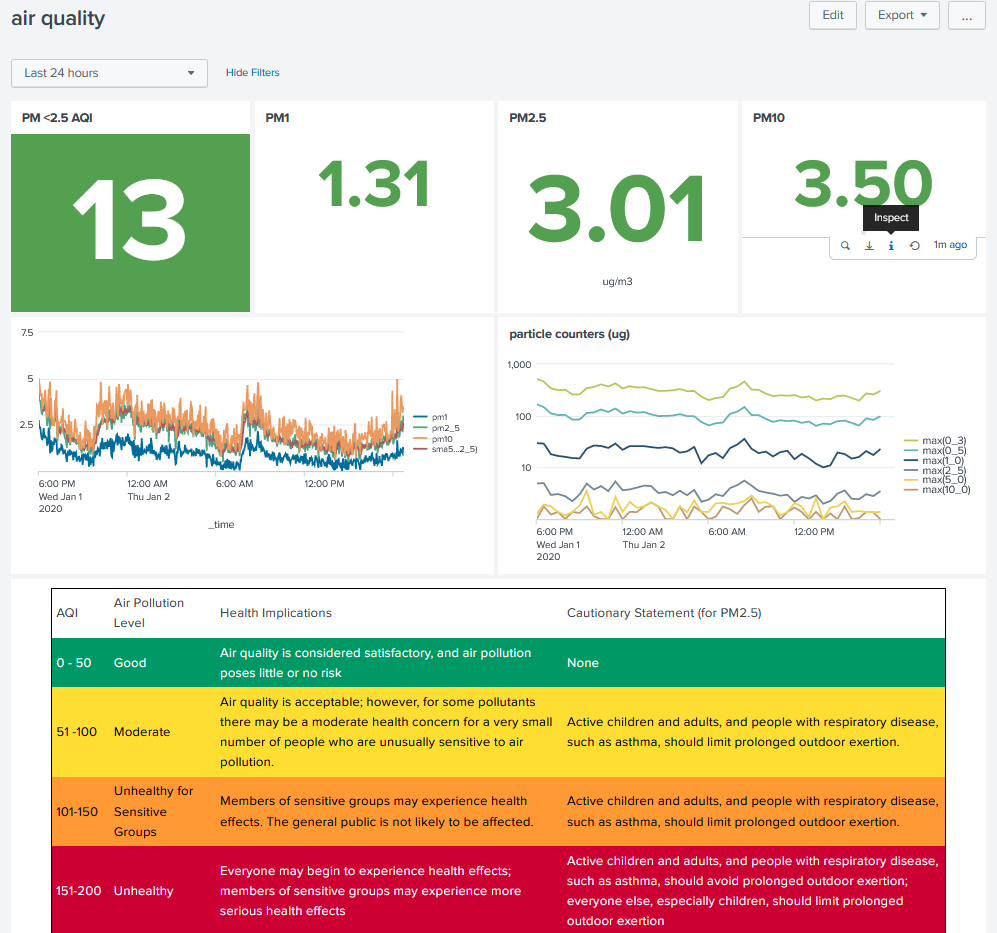 air quality
Edit
Export
...
Last 24 hours
Hide Filters
PM <2.5 AQI
PM1
PM2.5
PM10
13
1.31
3.01
3.50
Inspect
1m ago
ug/m3
7.5
5
2.5
6:00 PM
Wed Jan 1
2020
12:00 AM
Thu Jan 2
6:00 AM
12:00 PM
_time
pm1
pm2_5
pm10
sma5...2_5)
particle counters (ug)
1,000
100
10
6:00 PM
Wed Jan 1
2020
12:00 AM
Thu Jan 2
6:00 AM
12:00 PM
max(0_3)
max(0_5)
max(1_0)
max(2_5)
max(5_0)
max(10_0)
AQI
Air Pollution
Level
Health Implications
Cautionary Statement (for PM2.5)
0 - 50
Good
Air quality is considered satisfactory, and air pollution
poses little or no risk
None
51 -100
Moderate
Air quality is acceptable; however, for some pollutants
there may be a moderate health concern for a very small
number of people who are unusually sensitive to air
pollution.
Active children and adults, and people with respiratory disease,
such as asthma, should limit prolonged outdoor exertion.
101-150
Unhealthy for
Sensitive
Groups
Members of sensitive groups may experience health
effects. The general public is not likely to be affected.
Active children and adults, and people with respiratory disease,
such as asthma, should limit prolonged outdoor exertion.
151-200
Unhealthy
Everyone may begin to experience health effects;
members of sensitive groups may experience more
serious health effects
Active children and adults, and people with respiratory disease,
such as asthma, should avoid prolonged outdoor exertion;
everyone else, especially children, should limit prolonged
outdoor exertion